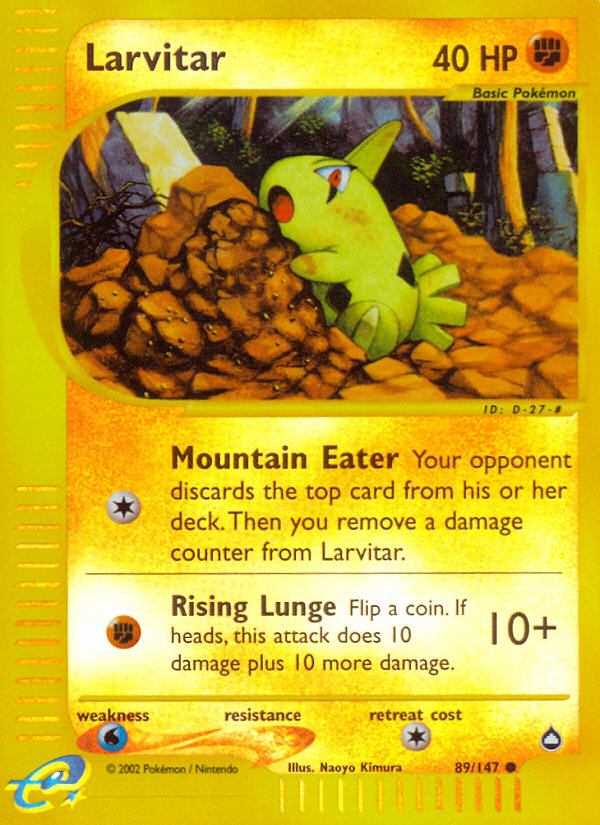 Larvitar 40 HP
Basic Pokémon
ID: D-27-#
Mountain Eater Your opponent
discards the top card from his or her
deck. Then you remove a damage
counter from Larvitar.
Rising Lunge Flip a coin. If
heads, this attack does 10
damage plus 10 more damage.
10+
weakness resistance retreat cost
© 2002 Pokémon / Nintendo Illus. Naoyo Kimura 89/147
e